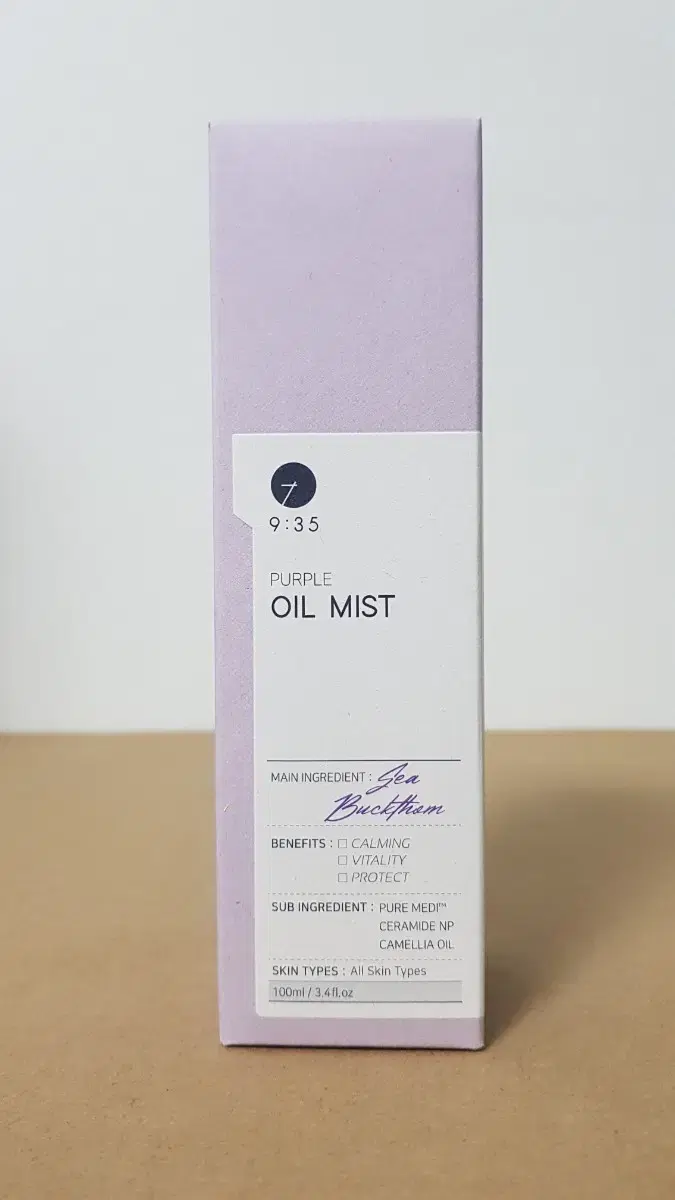 9:35
PURPLE
OIL MIST
MAIN INGREDIENT : Sea
Buckthorn
BENEFITS : □ CALMING
□ VITALITY
□ PROTECT
SUB INGREDIENT : PURE MEDI™
CERAMIDE NP
CAMELLIA OIL
SKIN TYPES : All Skin Types
100ml / 3.4fl.oz